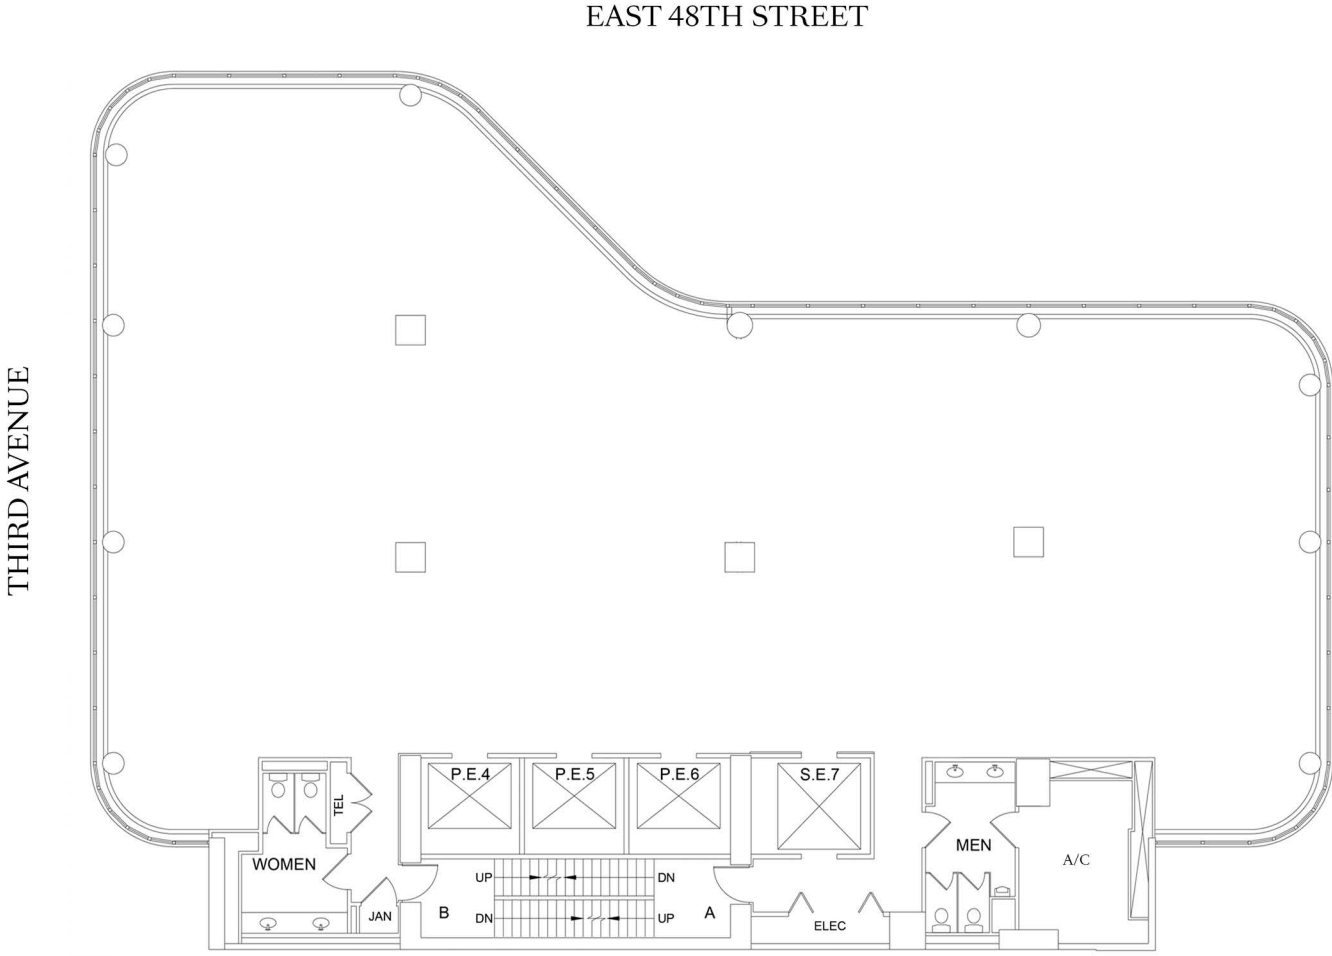 EAST 48TH STREET
THIRD AVENUE
P.E.4
P.E.5
P.E.6
S.E.7
TEL
WOMEN
MEN
A/C
UP
DN
JAN
B
DN
UP
A
ELEC